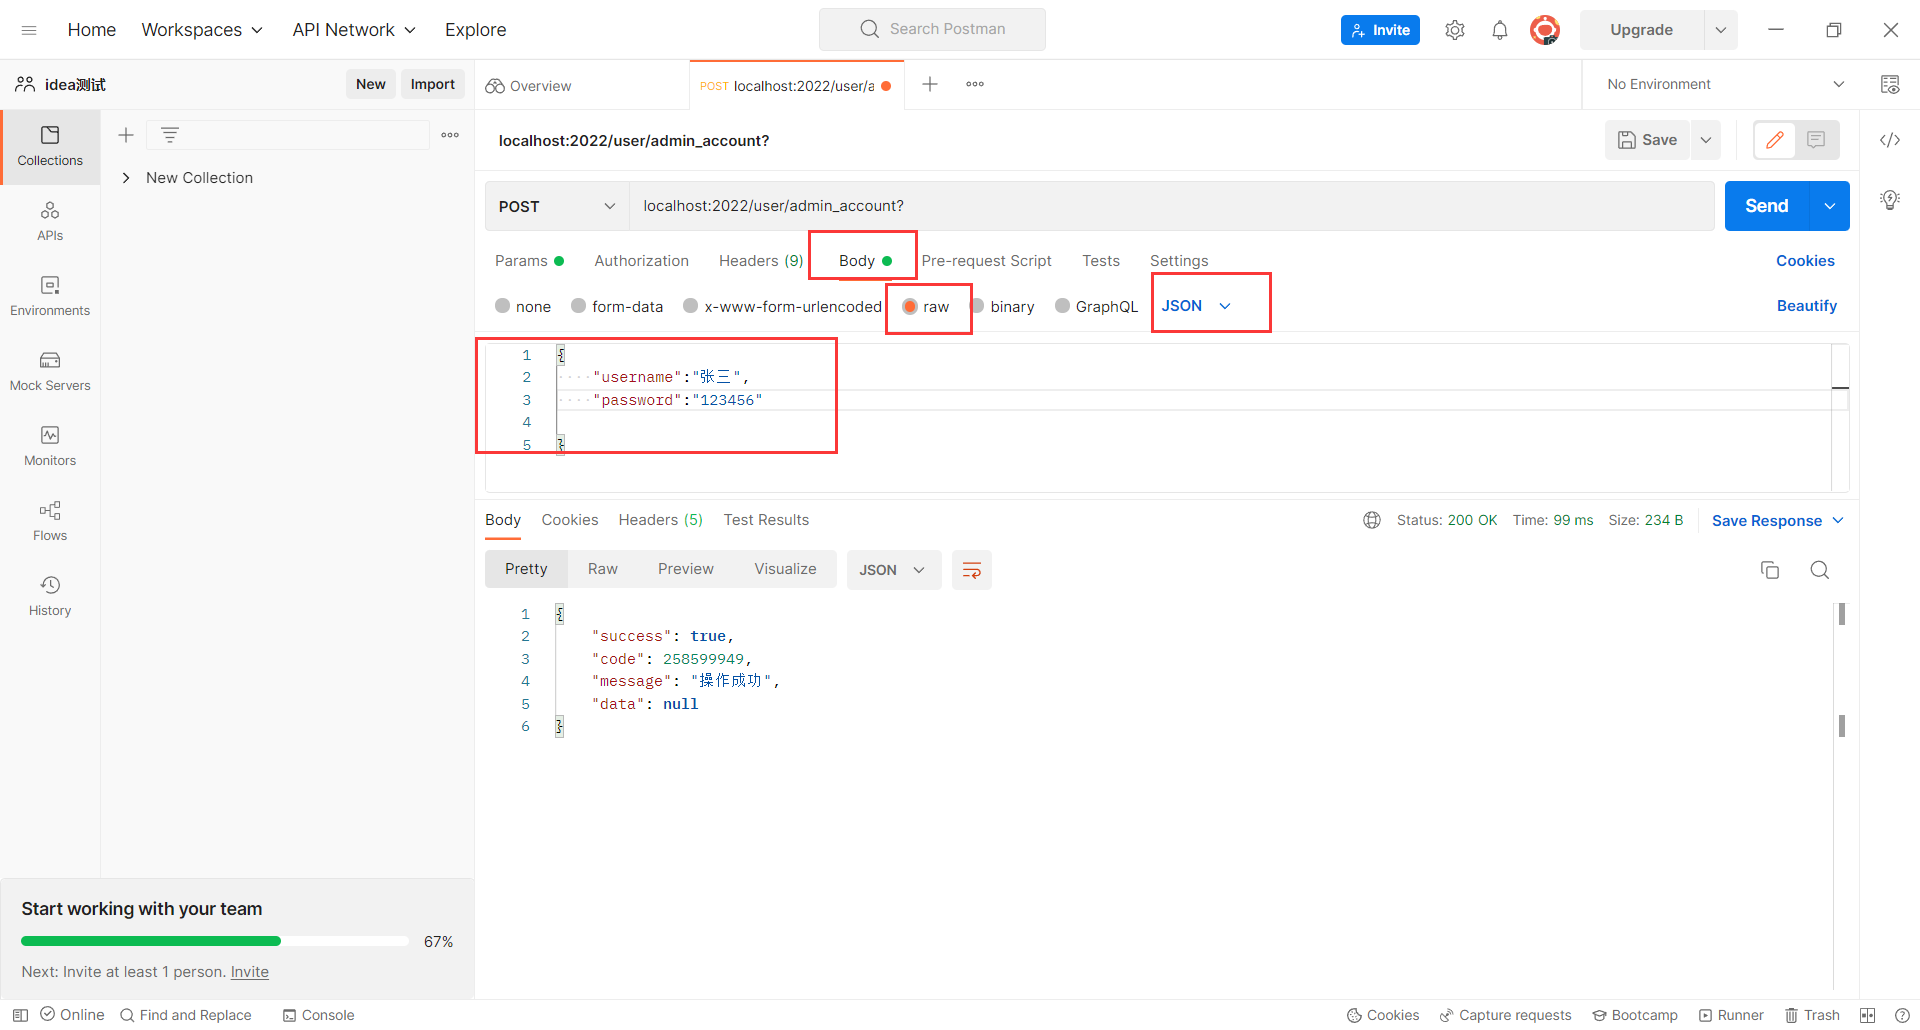 Home Workspaces API Network Explore Search Postman Invite Upgrade
idea测试 New Import Overview POST localhost:2022/user/a No Environment
localhost:2022/user/admin_account? Save
Collections
New Collection
POST localhost:2022/user/admin_account? Send
APIs
Params Authorization Headers (9) Body Pre-request Script Tests Settings Cookies
Environments
none form-data x-www-form-urlencoded raw binary GraphQL JSON Beautify
1 {
2 "username":"张三",
3 "password":"123456"
4
5 }
Mock Servers
Monitors
Flows
History
Body Cookies Headers (5) Test Results Status: 200 OK Time: 99 ms Size: 234 B Save Response
Pretty Raw Preview Visualize JSON
1 {
2 "success": true,
3 "code": 258599949,
4 "message": "操作成功",
5 "data": null
6 }
Start working with your team
67%
Next: Invite at least 1 person. Invite
Online Find and Replace Console Cookies Capture requests Bootcamp Runner Trash